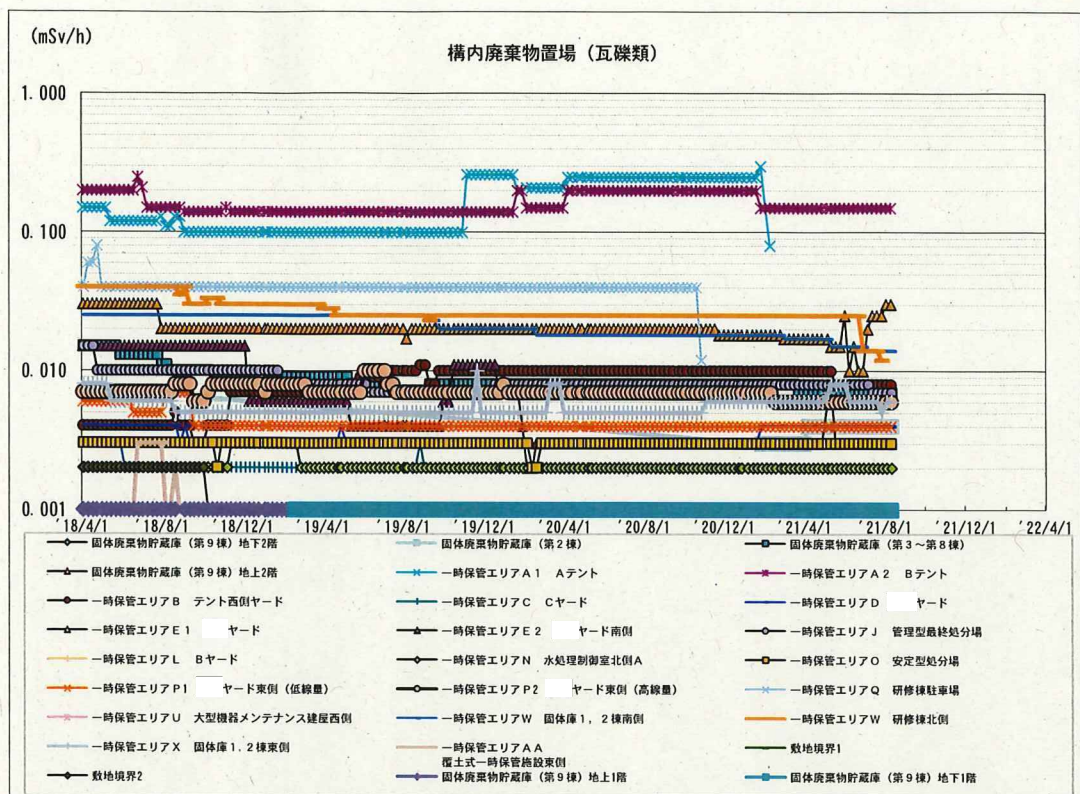 (mSv/h)
構内廃棄物置場（瓦礫類）
1.000
0.100
0.010
0.001
18/4/1 '18/8/1 '18/12/1 '19/4/1 '19/8/1 '19/12/1 '20/4/1 '20/8/1 '20/12/1 '21/4/1 '21/8/1 '21/12/1 '22/4/1
固体廃棄物貯蔵庫（第9棟）地下2階 固体廃棄物貯蔵庫（第2棟） 固体廃棄物貯蔵庫（第3～第8棟）
固体廃棄物貯蔵庫（第9棟）地上2階 一時保管エリアA1 Aテント 一時保管エリアA2 Bテント
一時保管エリアB テント西側ヤード 一時保管エリアC Cヤード 一時保管エリアD ヤード
一時保管エリアE1 ヤード 一時保管エリアE2 ヤード南側 一時保管エリアJ 管理型最終処分場
一時保管エリアL Bヤード 一時保管エリアN 水処理制御室北側A 一時保管エリアO 安定型処分場
一時保管エリアP1 ヤード東側（低線量） 一時保管エリアP2 ヤード東側（高線量） 一時保管エリアQ 研修棟駐車場
一時保管エリアU 大型機器メンテナンス建屋西側 一時保管エリアW 固体庫1,2棟南側 一時保管エリアW 研修棟北側
一時保管エリアX 固体庫1,2棟東側 一時保管エリアAA 敷地境界1
覆土式一時保管施設東側
敷地境界2 固体廃棄物貯蔵庫（第9棟）地上1階 固体廃棄物貯蔵庫（第9棟）地下1階